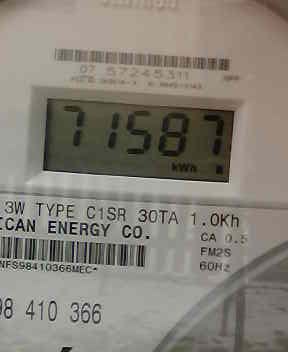 07 57245311
71587
kWh
3W TYPE C1SR 30TA 1.0Kh
ICAN ENERGY CO.
CA 0.5
FM2S
NFS98410366MEC*
60Hz
98 410 366